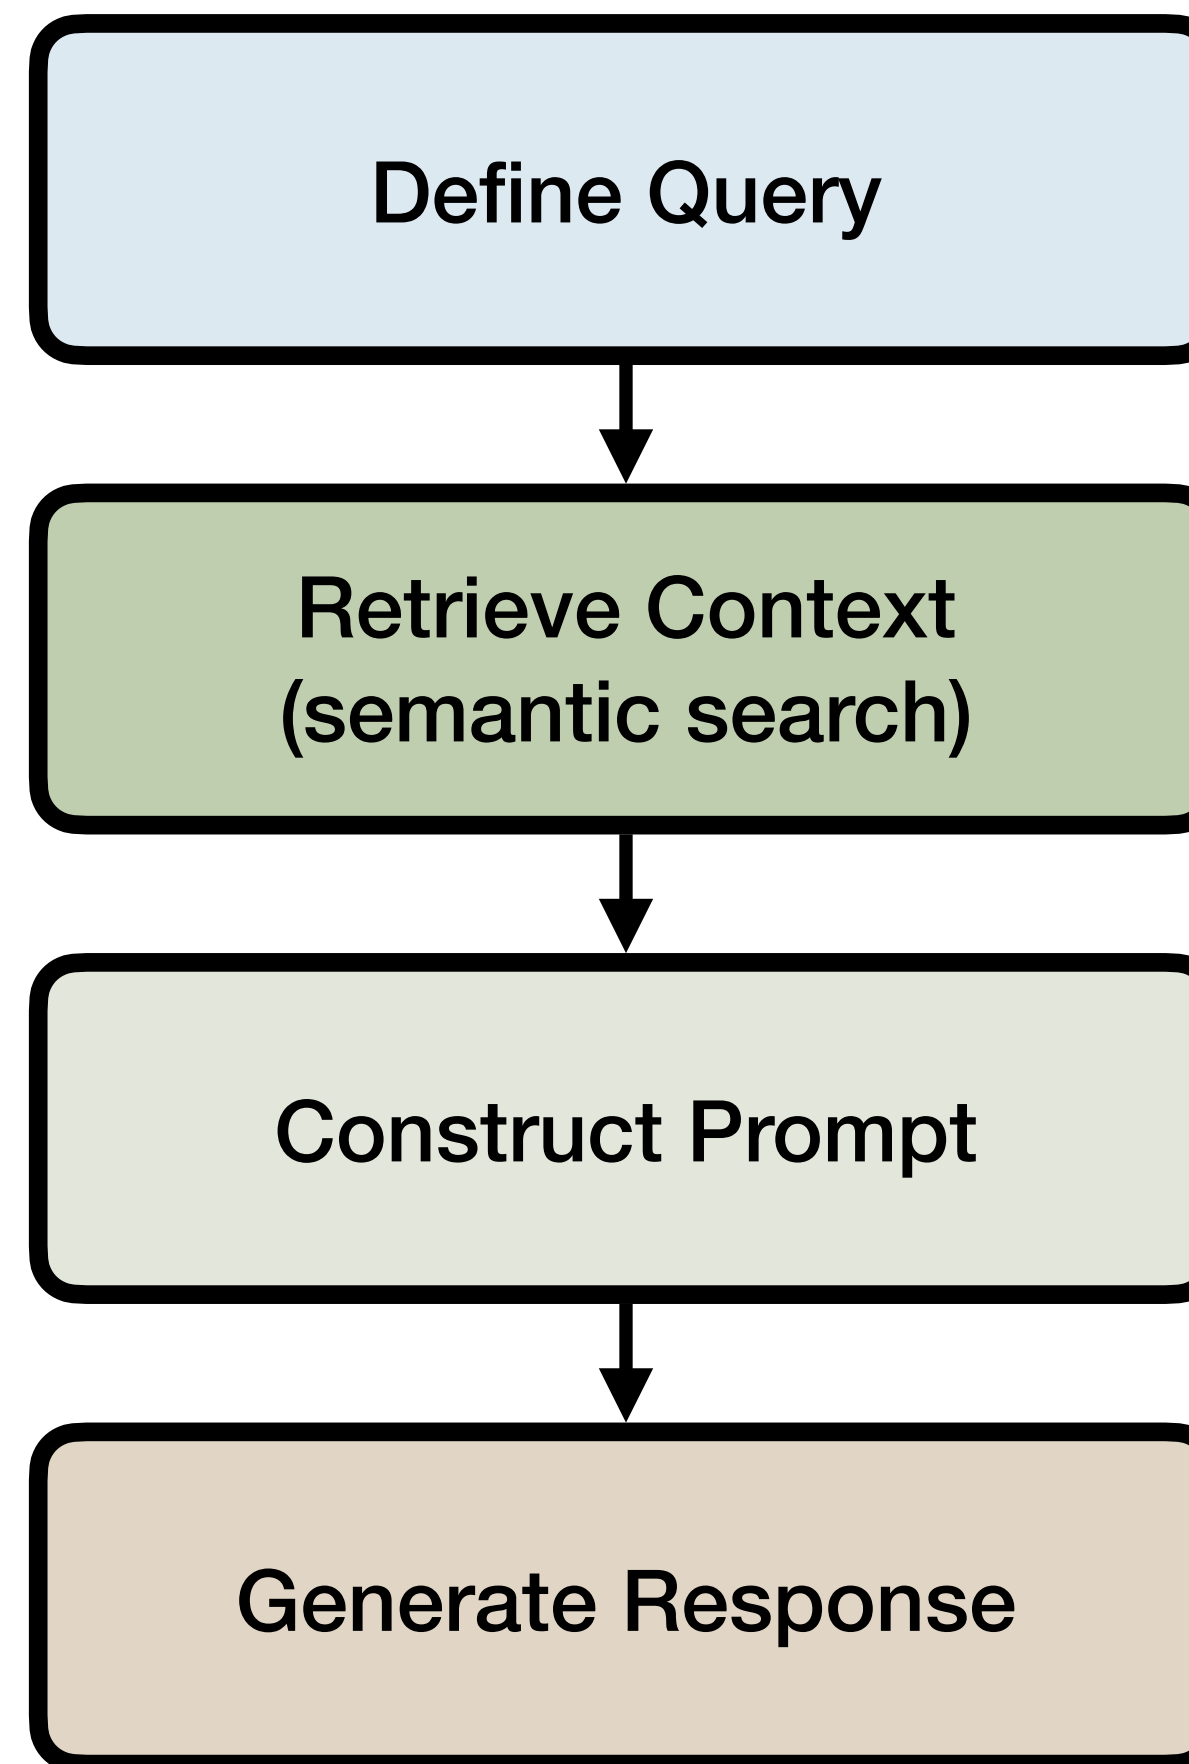 Define Query
Retrieve Context
(semantic search)
Construct Prompt
Generate Response